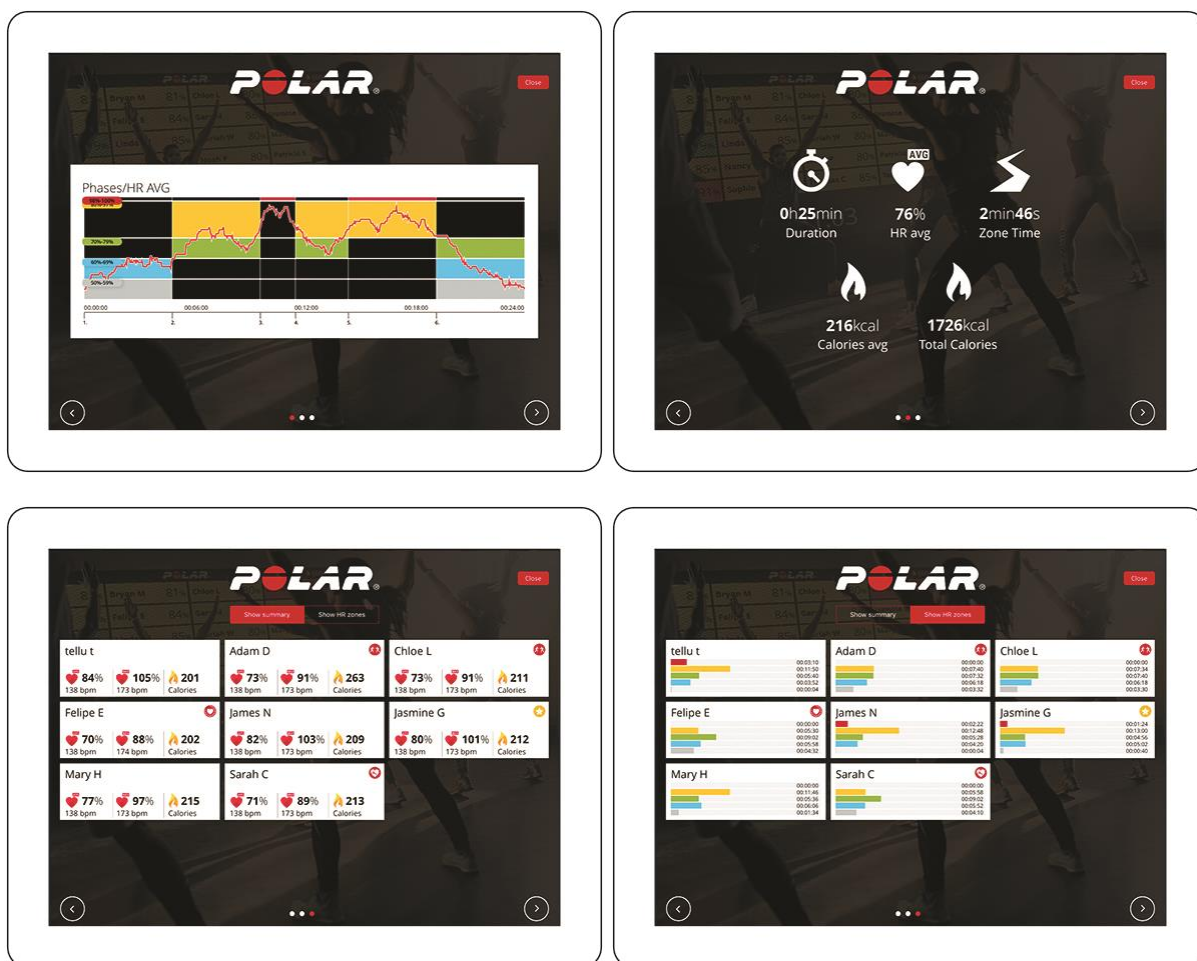 POLAR®
Close
Phases/HR AVG
98%-100%
70%-79%
60%-69%
50%-59%
00:00:00 00:06:00 00:12:00 00:18:00 00:24:00
1. 2. 3. 4. 5. 6.
POLAR®
Close
AVG
0h25min 76% 2min46s
Duration HR avg Zone Time
216kcal 1726kcal
Calories avg Total Calories
POLAR®
Close
Show summary Show HR zones
tellu t Adam D Chloe L
84% 105% 201 73% 91% 263 73% 91% 211
138 bpm 173 bpm Calories 138 bpm 173 bpm Calories 138 bpm 173 bpm Calories
Felipe E James N Jasmine G
70% 88% 202 82% 103% 209 80% 101% 212
138 bpm 174 bpm Calories 138 bpm 173 bpm Calories 138 bpm 173 bpm Calories
Mary H Sarah C
77% 97% 215 71% 89% 213
138 bpm 173 bpm Calories 138 bpm 173 bpm Calories
POLAR®
Close
Show summary Show HR zones
tellu t Adam D Chloe L
00:03:10 00:00:00 00:00:00
00:11:50 00:07:40 00:07:34
00:05:40 00:07:32 00:07:40
00:03:52 00:06:18 00:06:18
00:00:04 00:03:32 00:03:30
Felipe E James N Jasmine G
00:00:00 00:02:22 00:01:24
00:05:30 00:12:48 00:13:00
00:09:02 00:05:28 00:04:56
00:05:58 00:04:20 00:05:02
00:04:32 00:00:04 00:00:40
Mary H Sarah C
00:00:00 00:00:00
00:11:46 00:05:58
00:05:36 00:09:02
00:06:06 00:05:52
00:01:34 00:04:10